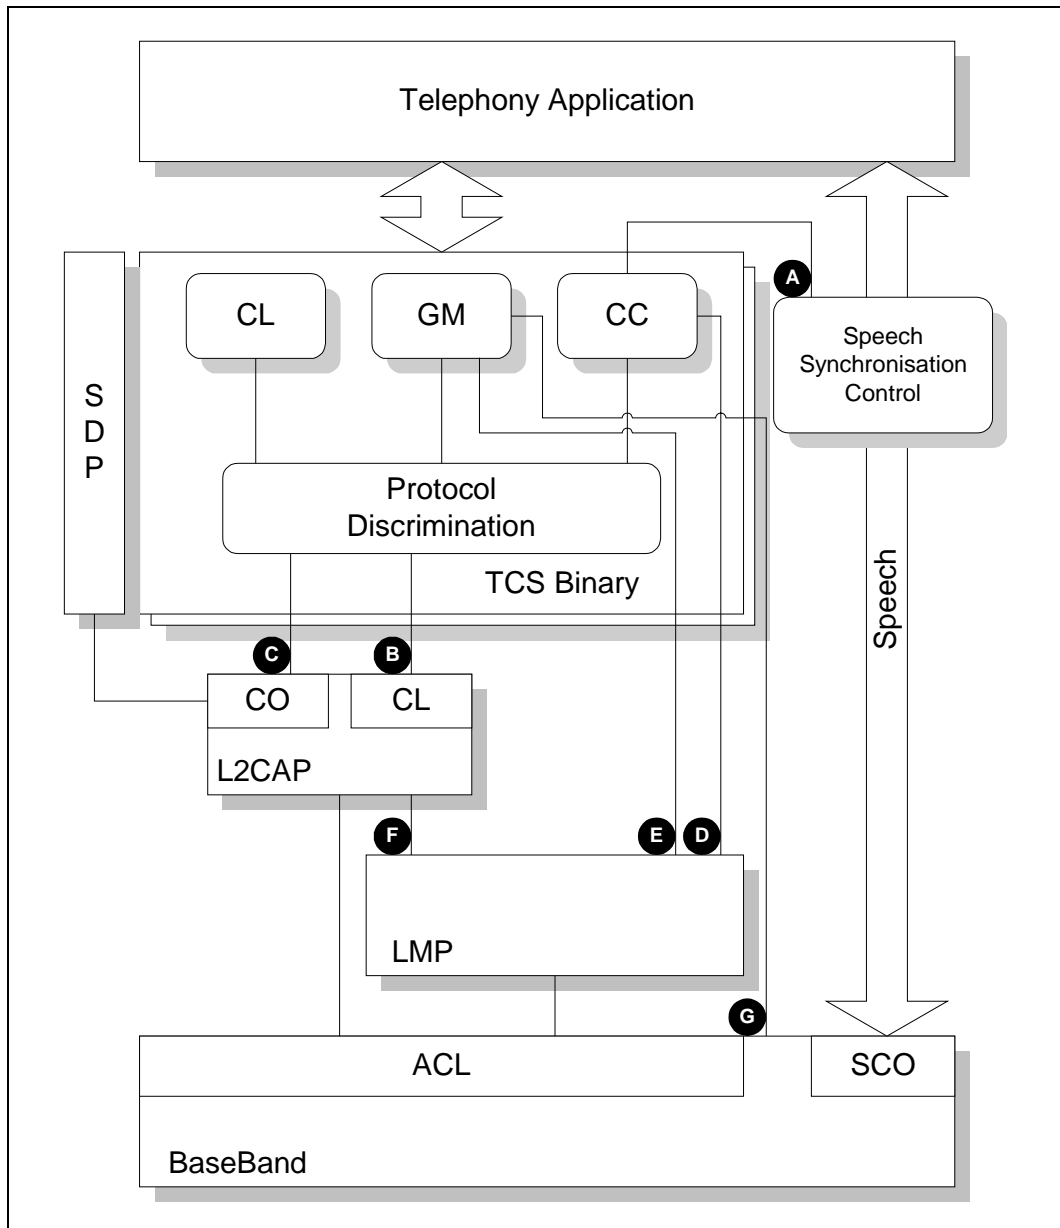 Telephony Application
A
CL
GM
CC
Speech
Synchronisation
Control
S
D
P
Protocol
Discrimination
TCS Binary
Speech
C
B
CO
CL
L2CAP
F
E
D
LMP
G
ACL
SCO
BaseBand